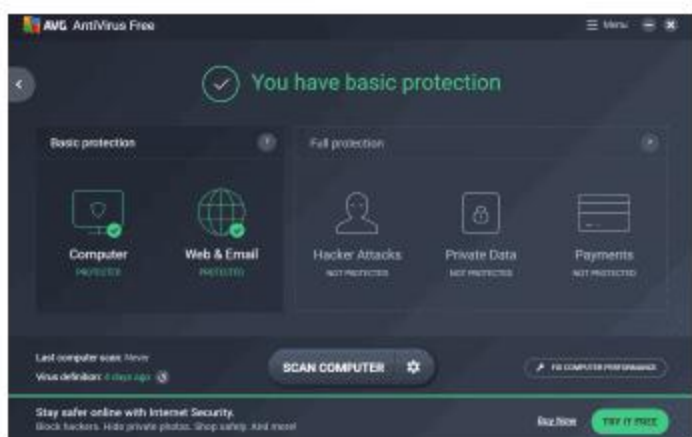 AVG AntiVirus Free
Menu
You have basic protection
Basic protection
?
Full protection
Computer
PROTECTED
Web & Email
PROTECTED
Hacker Attacks
NOT PROTECTED
Private Data
NOT PROTECTED
Payments
NOT PROTECTED
Last computer scan: Never
Virus definition: 4 days ago
SCAN COMPUTER
FIX COMPUTER PERFORMANCE
Stay safer online with Internet Security.
Block hackers. Hide private photos. Shop safely. And more!
Buy Now
TRY IT FREE